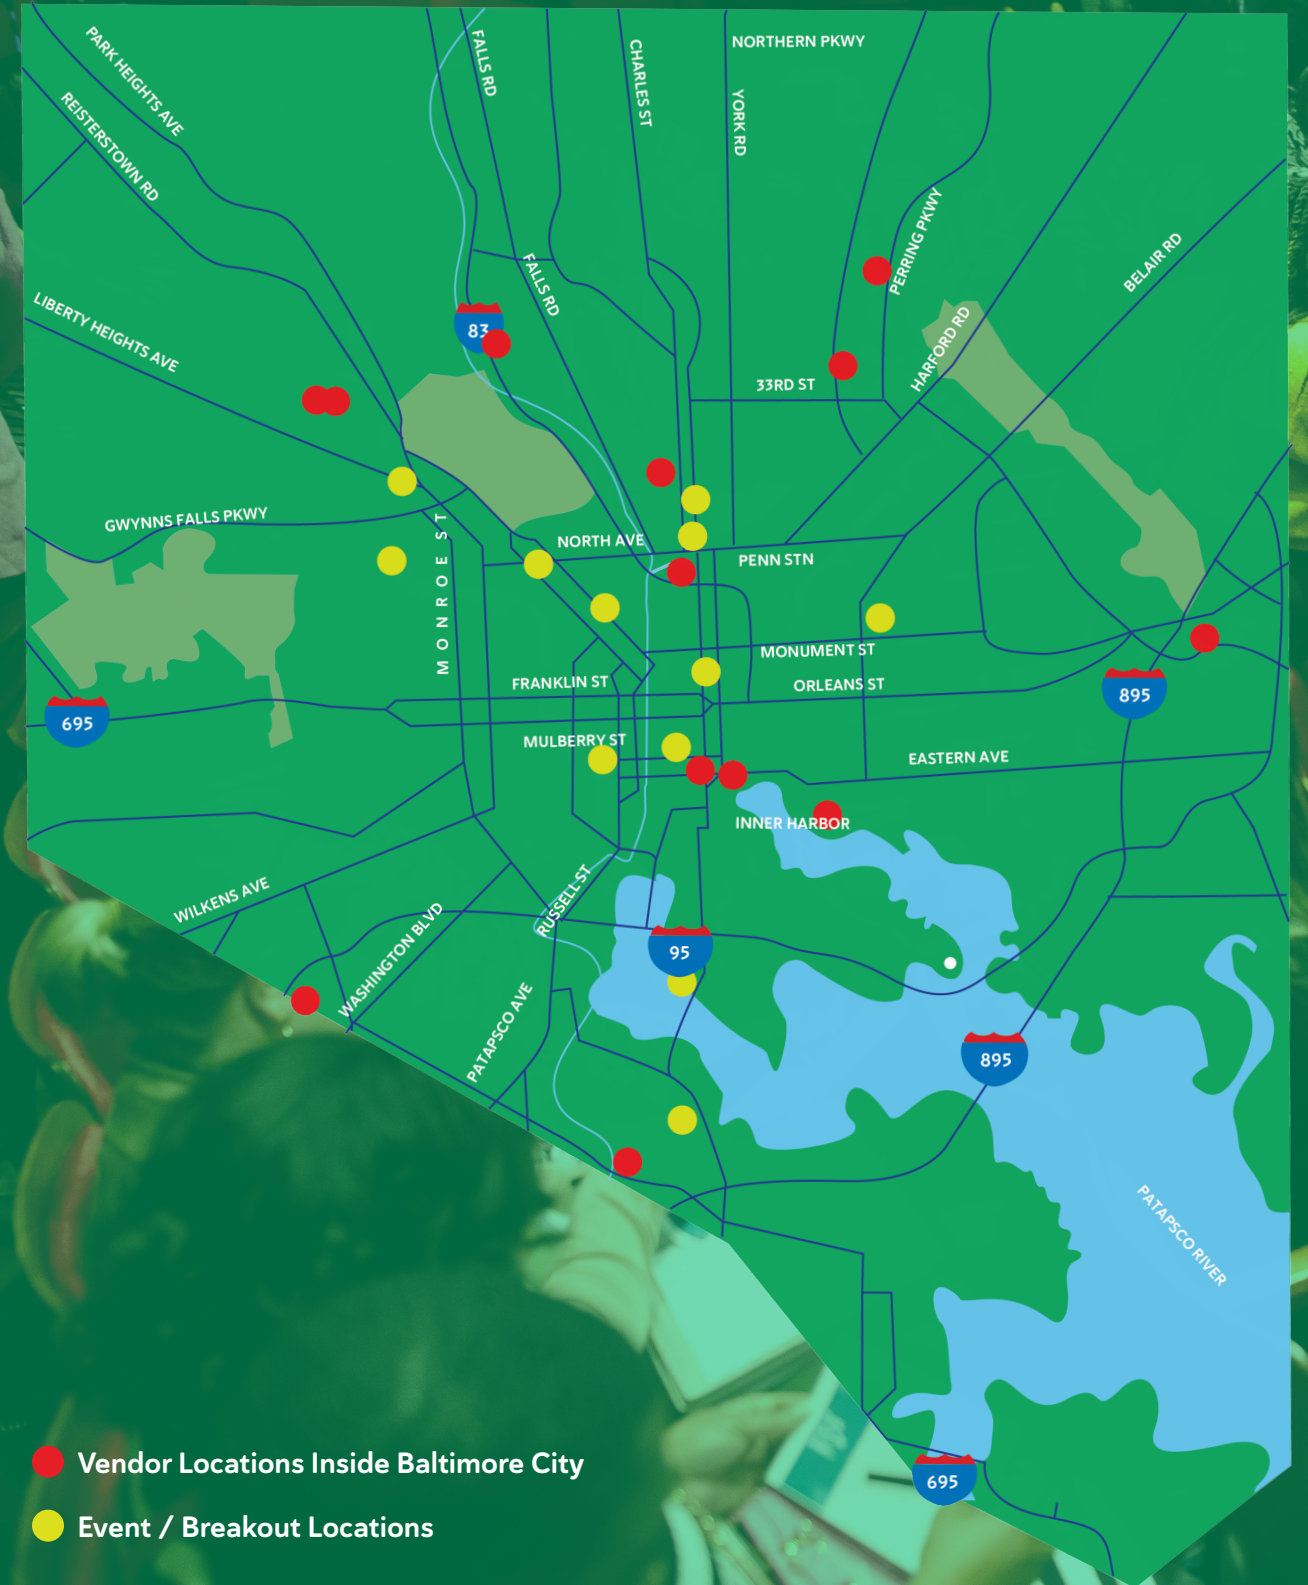 NORTHERN PKWY
PARK HEIGHTS AVE
FALLS RD
CHARLES ST
YORK RD
REISTERSTOWN RD
PERRING PKWY
BELAIR RD
FALLS RD
LIBERTY HEIGHTS AVE
83
HARFORD RD
33RD ST
GWYNNS FALLS PKWY
MONROE ST
NORTH AVE
PENN STN
MONUMENT ST
FRANKLIN ST
ORLEANS ST
895
695
MULBERRY ST
EASTERN AVE
INNER HARBOR
WILKENS AVE
RUSSELL ST
WASHINGTON BLVD
95
PATAPSCO AVE
895
PATAPSCO RIVER
Vendor Locations Inside Baltimore City
695
Event / Breakout Locations